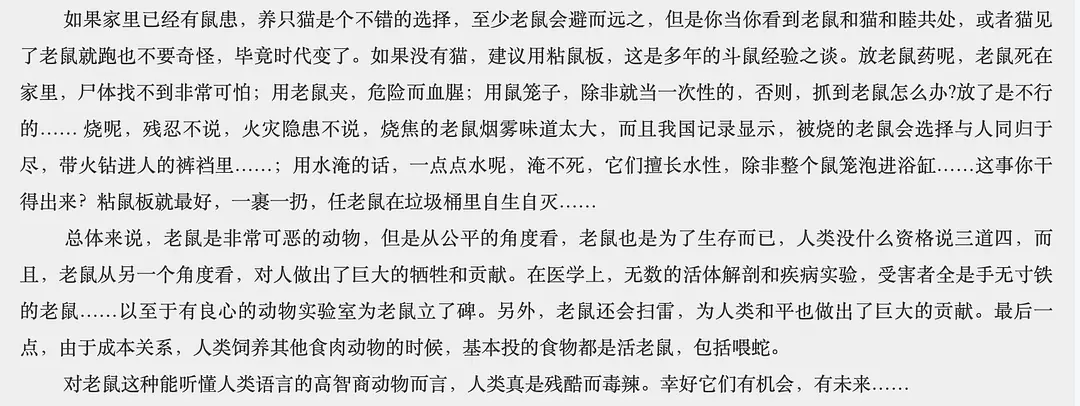 如果家里已经有鼠患，养只猫是个不错的选择，至少老鼠会避而远之，但是你当你看到老鼠和猫和睦共处，或者猫见
了老鼠就跑也不要奇怪，毕竟时代变了。如果没有猫，建议用粘鼠板，这是多年的斗鼠经验之谈。放老鼠药呢，老鼠死在
家里，尸体找不到非常可怕；用老鼠夹，危险而血腥；用鼠笼子，除非就当一次性的，否则，抓到老鼠怎么办?放了是不行
的…… 烧呢，残忍不说，火灾隐患不说，烧焦的老鼠烟雾味道太大，而且我国记录显示，被烧的老鼠会选择与人同归于
尽，带火钻进人的裤裆里……；用水淹的话，一点点水呢，淹不死，它们擅长水性，除非整个鼠笼泡进浴缸……这事你干
得出来？粘鼠板就最好，一裹一扔，任老鼠在垃圾桶里自生自灭……
总体来说，老鼠是非常可恶的动物，但是从公平的角度看，老鼠也是为了生存而已，人类没什么资格说三道四，而
且，老鼠从另一个角度看，对人做出了巨大的牺牲和贡献。在医学上，无数的活体解剖和疾病实验，受害者全是手无寸铁
的老鼠……以至于有良心的动物实验室为老鼠立了碑。另外，老鼠还会扫雷，为人类和平也做出了巨大的贡献。最后一
点，由于成本关系，人类饲养其他食肉动物的时候，基本投的食物都是活老鼠，包括喂蛇。
对老鼠这种能听懂人类语言的高智商动物而言，人类真是残酷而毒辣。幸好它们有机会，有未来……